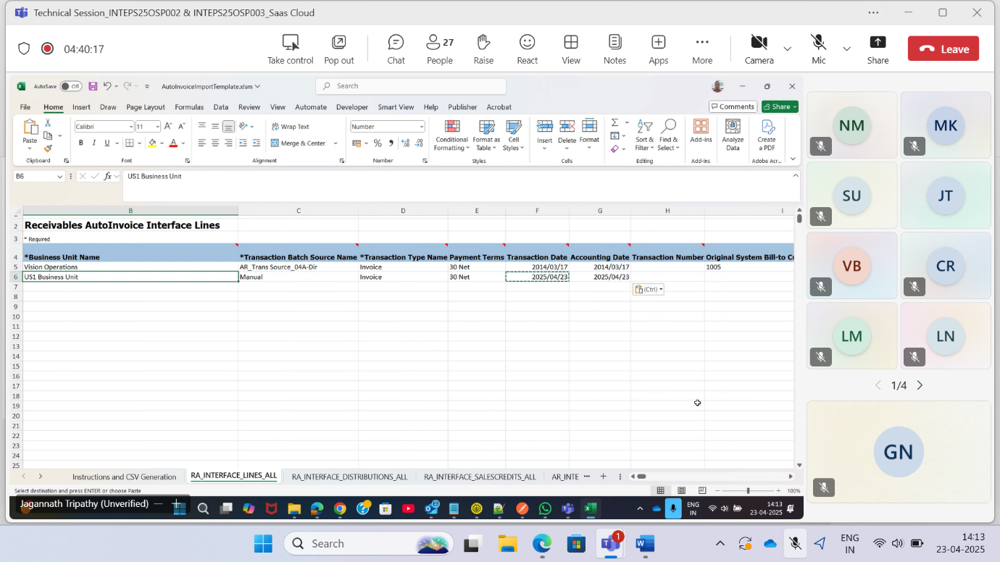 Technical Session_INTEPS25OSP002 & INTEPS25OSP003_Saas Cloud
04:40:17
Take control
Pop out
Chat
27
People
Raise
React
View
Notes
Apps
More
Camera
Mic
Share
Leave
AutoSave Off
AutoInvoiceImportTemplate.xlsm
Search
File Home Insert Draw Page Layout Formulas Data Review View Automate Developer Smart View Help Publisher Acrobat
Comments
Share
Paste
Clipboard
Calibri 11
B I U
Font
Wrap Text
Merge & Center
Alignment
Number
Number
Conditional Formatting
Format as Table
Cell Styles
Styles
Insert
Delete
Format
Cells
Sort & Filter
Find & Select
Editing
Add-ins
Add-ins
Analyze Data
Create a PDF
Adobe Acr...
B6
fx
US1 Business Unit
B C D E F G H I
2 Receivables AutoInvoice Interface Lines
3 * Required
4 *Business Unit Name *Transaction Batch Source Name *Transaction Type Name Payment Terms Transaction Date Accounting Date Transaction Number Original System Bill-to Cu
5 Vision Operations AR_Trans Source_04A-Dir Invoice 30 Net 2014/03/17 2014/03/17 1005
6 US1 Business Unit Manual Invoice 30 Net 2025/04/23 2025/04/23
7
(Ctrl)
8
9
10
11
12
13
14
15
16
17
18
19
20
21
22
23
24
25
Instructions and CSV Generation RA_INTERFACE_LINES_ALL RA_INTERFACE_DISTRIBUTIONS_ALL RA_INTERFACE_SALESCREDITS_ALL AR_INTE ...
Select destination and press ENTER or choose Paste
100%
Jagannath Tripathy (Unverified)
ENG
IN
14:13
23-04-2025
NM
MK
SU
JT
VB
CR
LM
LN
1/4
GN
Search
1
ENG
IN
14:13
23-04-2025